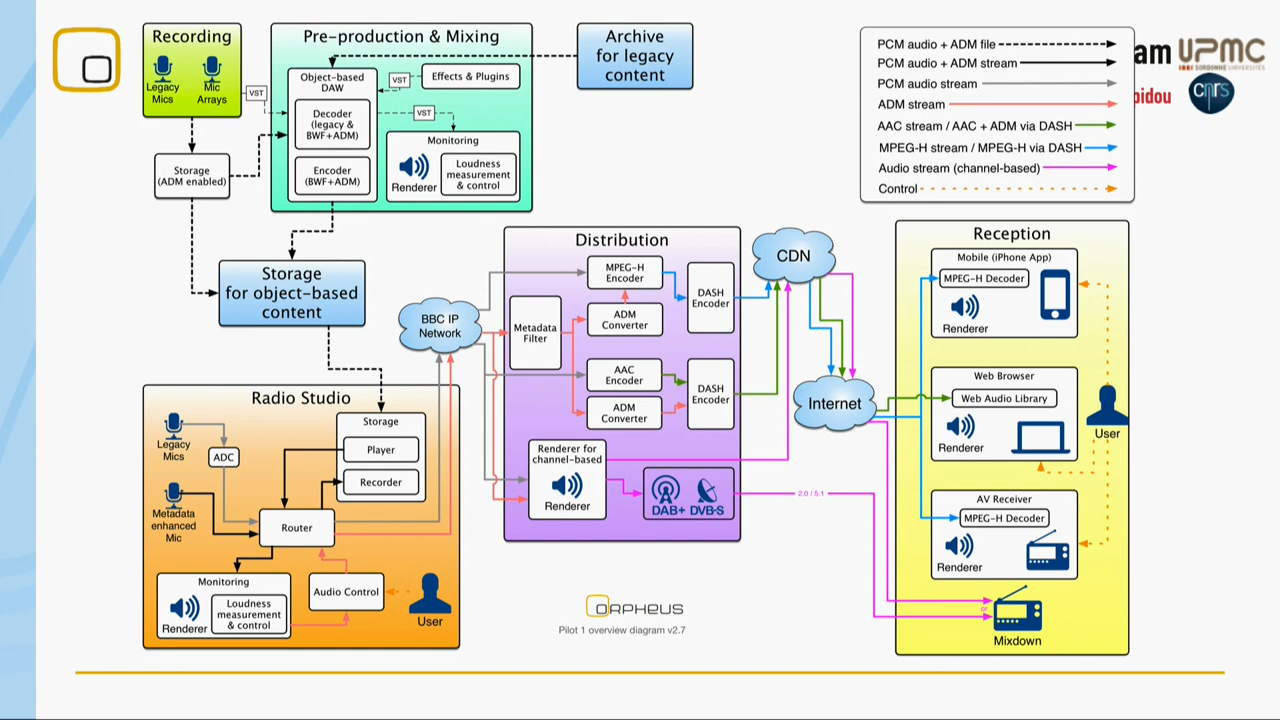 Recording
Legacy
Mics
Mic
Arrays
VST
Storage
(ADM enabled)
Pre-production & Mixing
Object-based
DAW
Decoder
(legacy &
BWF+ADM)
Encoder
(BWF+ADM)
VST
Effects & Plugins
VST
Monitoring
Renderer
Loudness
measurement
& control
Archive
for legacy
content
PCM audio + ADM file
PCM audio + ADM stream
PCM audio stream
ADM stream
AAC stream / AAC + ADM via DASH
MPEG-H stream / MPEG-H via DASH
Audio stream (channel-based)
Control
am
UPMC
SORBONNE UNIVERSITÉS
pidou
cnrs
Storage
for object-based
content
BBC IP
Network
Distribution
MPEG-H
Encoder
DASH
Encoder
Metadata
Filter
ADM
Converter
AAC
Encoder
DASH
Encoder
ADM
Converter
Renderer for
channel-based
Renderer
DAB+ DVB-S
CDN
Internet
2.0 / 5.1
Reception
Mobile (iPhone App)
MPEG-H Decoder
Renderer
Web Browser
Web Audio Library
Renderer
User
AV Receiver
MPEG-H Decoder
Renderer
or
Mixdown
Radio Studio
Legacy
Mics
ADC
Storage
Player
Recorder
Metadata
enhanced
Mic
Router
Monitoring
Renderer
Loudness
measurement
& control
Audio Control
User
ORPHEUS
Pilot 1 overview diagram v2.7